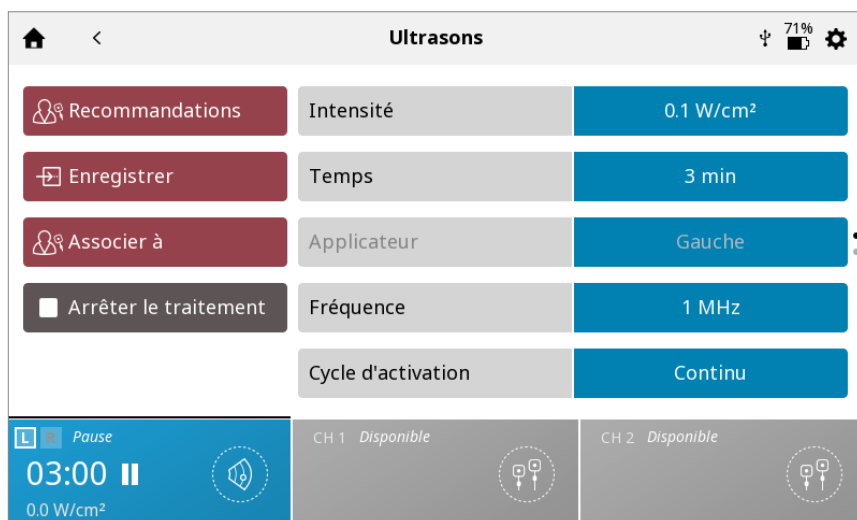 Ultrasons
71%
Recommandations
Intensité
0.1 W/cm²
Enregistrer
Temps
3 min
Associer à
Applicateur
Gauche
Arrêter le traitement
Fréquence
1 MHz
Cycle d'activation
Continu
L R Pause
CH 1 Disponible
CH 2 Disponible
03:00
0.0 W/cm²